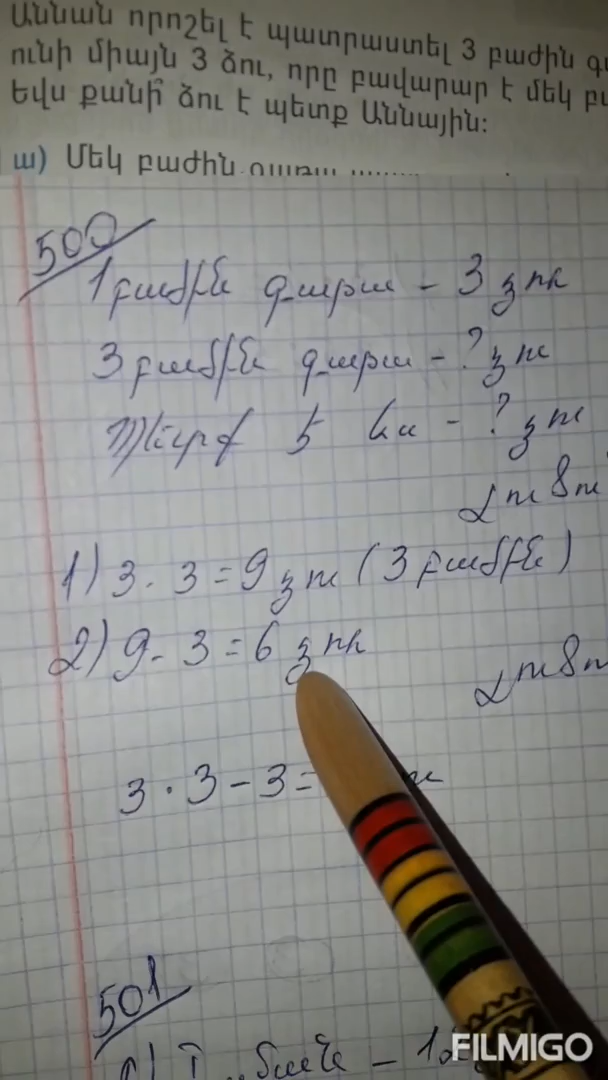 Աննան որոշել է պատրաստել 3 բաժին
ունի միայն 3 ձու, որը բավարար է մեկ
Եվս քանի՞ ձու է պետք Աննային:
ա) Մեկ բաժին
500
1 բաժին գաթա - 3 ձու
3 բաժին գաթա - ? ձու
Պետք է ևս - ? ձու
Լուծում
1) 3 · 3 = 9 ձու (3 բաժին)
2) 9 - 3 = 6 ձու
3 · 3 - 3 =
501
FILMIGO